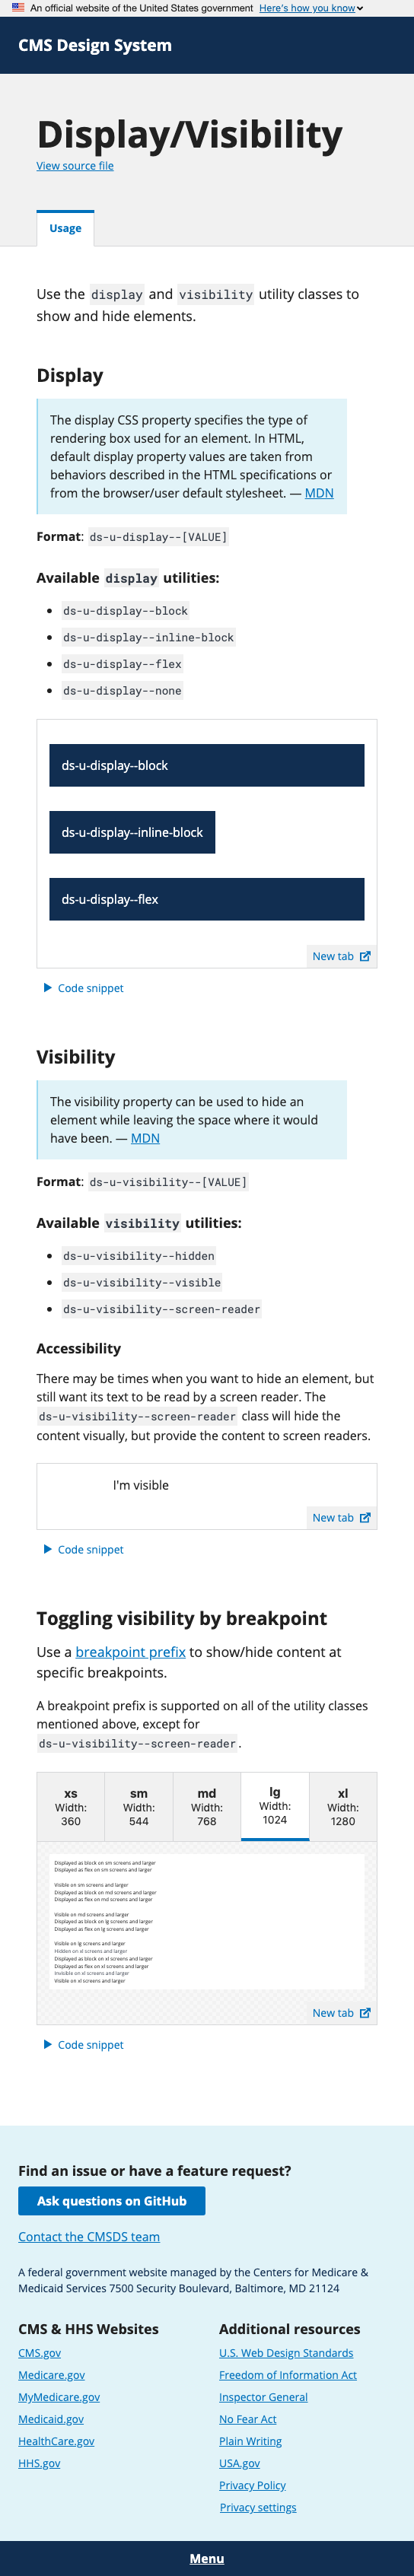 An official website of the United States government Here's how you know
CMS Design System
Display/Visibility
View source file
Usage
Use the display and visibility utility classes to
show and hide elements.
Display
The display CSS property specifies the type of
rendering box used for an element. In HTML,
default display property values are taken from
behaviors described in the HTML specifications or
from the browser/user default stylesheet. — MDN
Format: ds-u-display--[VALUE]
Available display utilities:
ds-u-display--block
ds-u-display--inline-block
ds-u-display--flex
ds-u-display--none
ds-u-display--block
ds-u-display--inline-block
ds-u-display--flex
New tab
Code snippet
Visibility
The visibility property can be used to hide an
element while leaving the space where it would
have been. — MDN
Format: ds-u-visibility--[VALUE]
Available visibility utilities:
ds-u-visibility--hidden
ds-u-visibility--visible
ds-u-visibility--screen-reader
Accessibility
There may be times when you want to hide an element, but
still want its text to be read by a screen reader. The
ds-u-visibility--screen-reader class will hide the
content visually, but provide the content to screen readers.
I'm visible
New tab
Code snippet
Toggling visibility by breakpoint
Use a breakpoint prefix to show/hide content at
specific breakpoints.
A breakpoint prefix is supported on all of the utility classes
mentioned above, except for
ds-u-visibility--screen-reader.
xs sm md lg xl
Width: Width: Width: Width: Width:
360 544 768 1024 1280
Displayed as block on sm screens and larger
Displayed as flex on sm screens and larger
Visible on sm screens and larger
Displayed as block on md screens and larger
Displayed as flex on md screens and larger
Visible on md screens and larger
Displayed as block on lg screens and larger
Displayed as flex on lg screens and larger
Visible on lg screens and larger
Hidden on xl screens and larger
Displayed as block on xl screens and larger
Displayed as flex on xl screens and larger
Invisible on xl screens and larger
Visible on xl screens and larger
New tab
Code snippet
Find an issue or have a feature request?
Ask questions on GitHub
Contact the CMSDS team
A federal government website managed by the Centers for Medicare &
Medicaid Services 7500 Security Boulevard, Baltimore, MD 21124
CMS & HHS Websites
CMS.gov
Medicare.gov
MyMedicare.gov
Medicaid.gov
HealthCare.gov
HHS.gov
Additional resources
U.S. Web Design Standards
Freedom of Information Act
Inspector General
No Fear Act
Plain Writing
USA.gov
Privacy Policy
Privacy settings
Menu